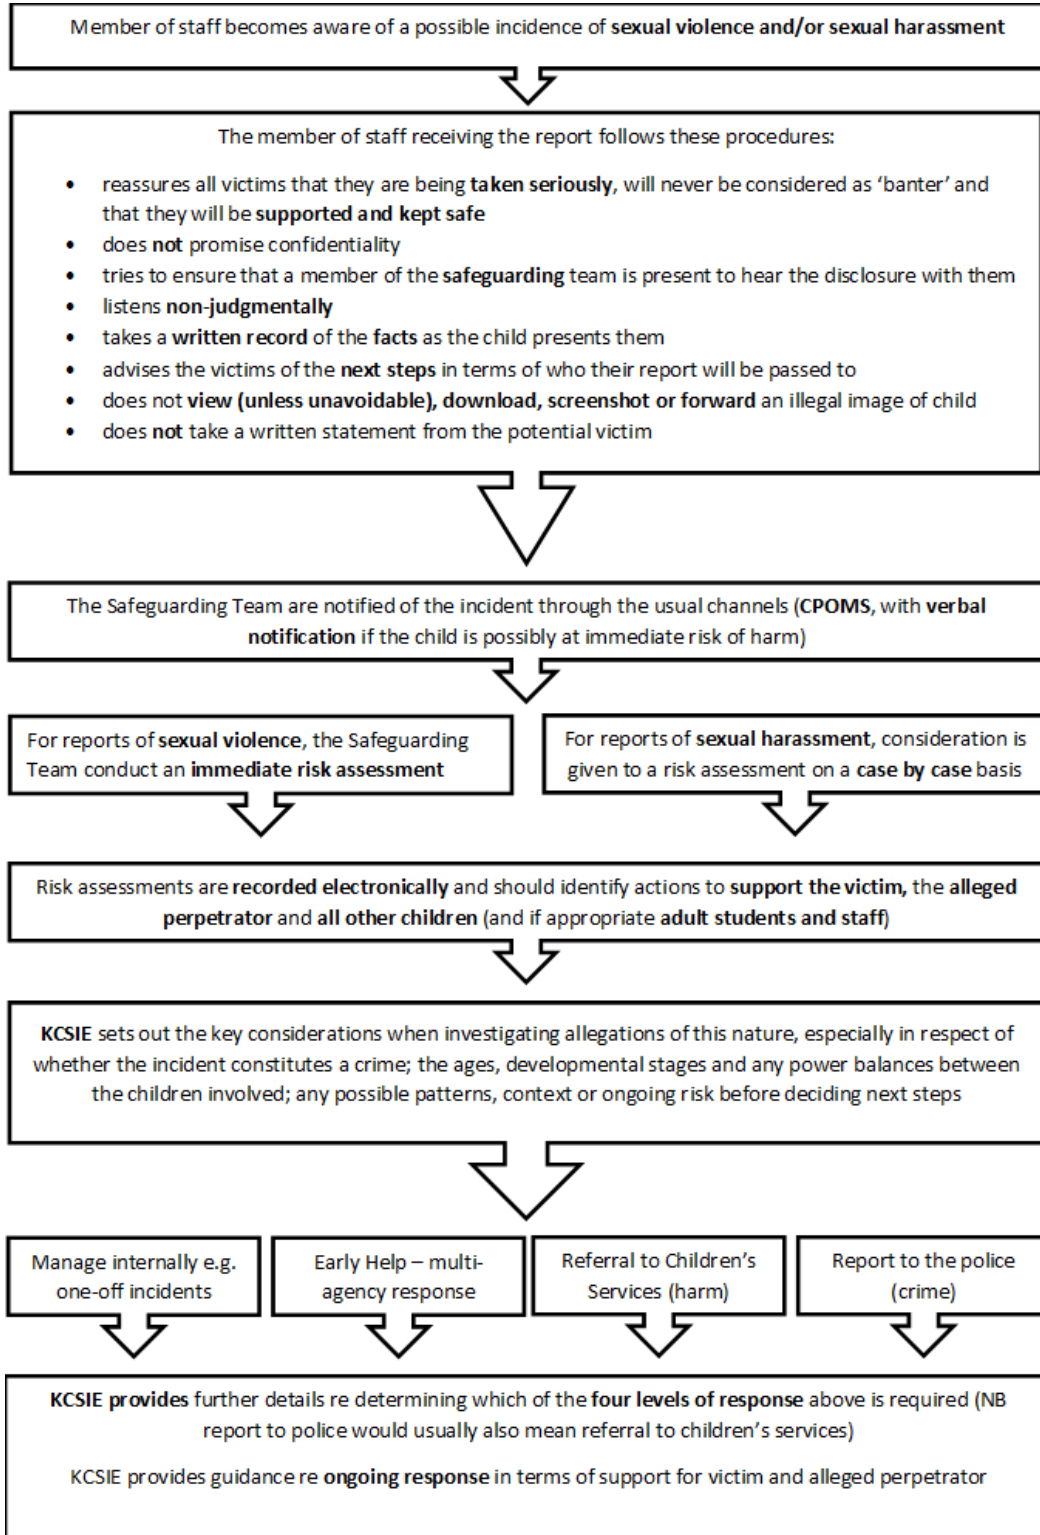 Member of staff becomes aware of a possible incidence of sexual violence and/or sexual harassment
The member of staff receiving the report follows these procedures:
• reassures all victims that they are being taken seriously, will never be considered as ‘banter’ and
that they will be supported and kept safe
• does not promise confidentiality
• tries to ensure that a member of the safeguarding team is present to hear the disclosure with them
• listens non-judgmentally
• takes a written record of the facts as the child presents them
• advises the victims of the next steps in terms of who their report will be passed to
• does not view (unless unavoidable), download, screenshot or forward an illegal image of child
• does not take a written statement from the potential victim
The Safeguarding Team are notified of the incident through the usual channels (CPOMS, with verbal
notification if the child is possibly at immediate risk of harm)
For reports of sexual violence, the Safeguarding
Team conduct an immediate risk assessment
For reports of sexual harassment, consideration is
given to a risk assessment on a case by case basis
Risk assessments are recorded electronically and should identify actions to support the victim, the alleged
perpetrator and all other children (and if appropriate adult students and staff)
KCSIE sets out the key considerations when investigating allegations of this nature, especially in respect of
whether the incident constitutes a crime; the ages, developmental stages and any power balances between
the children involved; any possible patterns, context or ongoing risk before deciding next steps
Manage internally e.g.
one-off incidents
Early Help – multi-
agency response
Referral to Children’s
Services (harm)
Report to the police
(crime)
KCSIE provides further details re determining which of the four levels of response above is required (NB
report to police would usually also mean referral to children’s services)
KCSIE provides guidance re ongoing response in terms of support for victim and alleged perpetrator